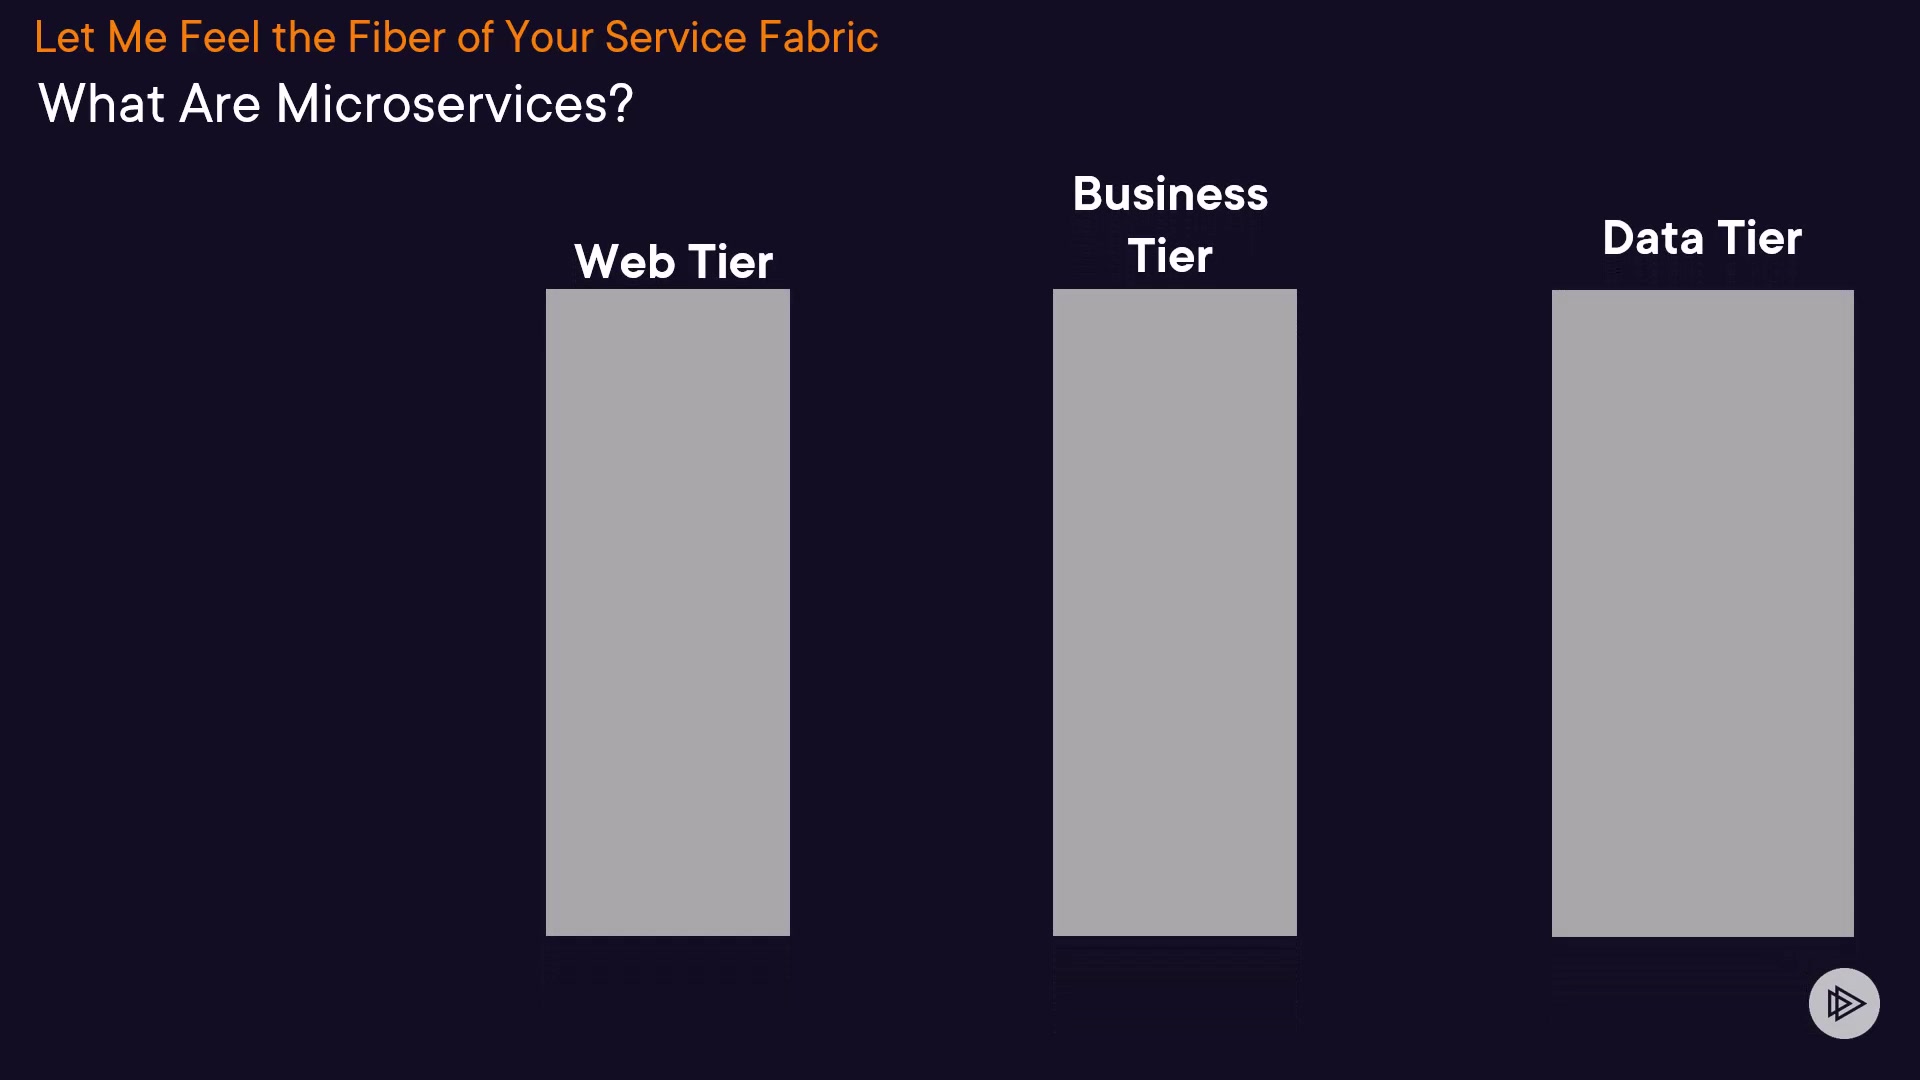 Let Me Feel the Fiber of Your Service Fabric
What Are Microservices?
Web Tier
Business
Tier
Data Tier